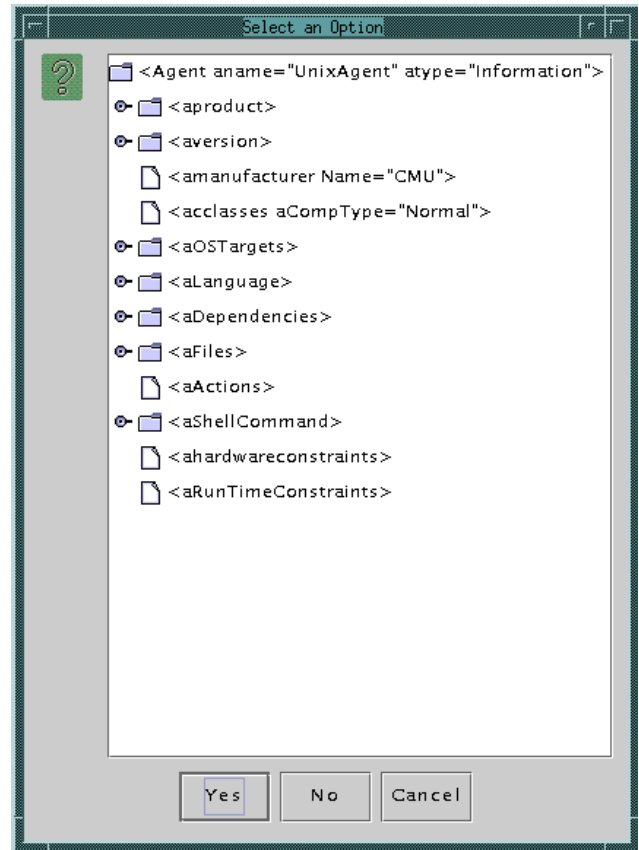 Select an Option
<Agent aname="UnixAgent" atype="Information">
<aproduct>
<aversion>
<amanufacturer Name="CMU">
<acclasses aCompType="Normal">
<aOSTargets>
<aLanguage>
<aDependencies>
<aFiles>
<aActions>
<aShellCommand>
<ahardwareconstraints>
<aRunTimeConstraints>
Yes No Cancel